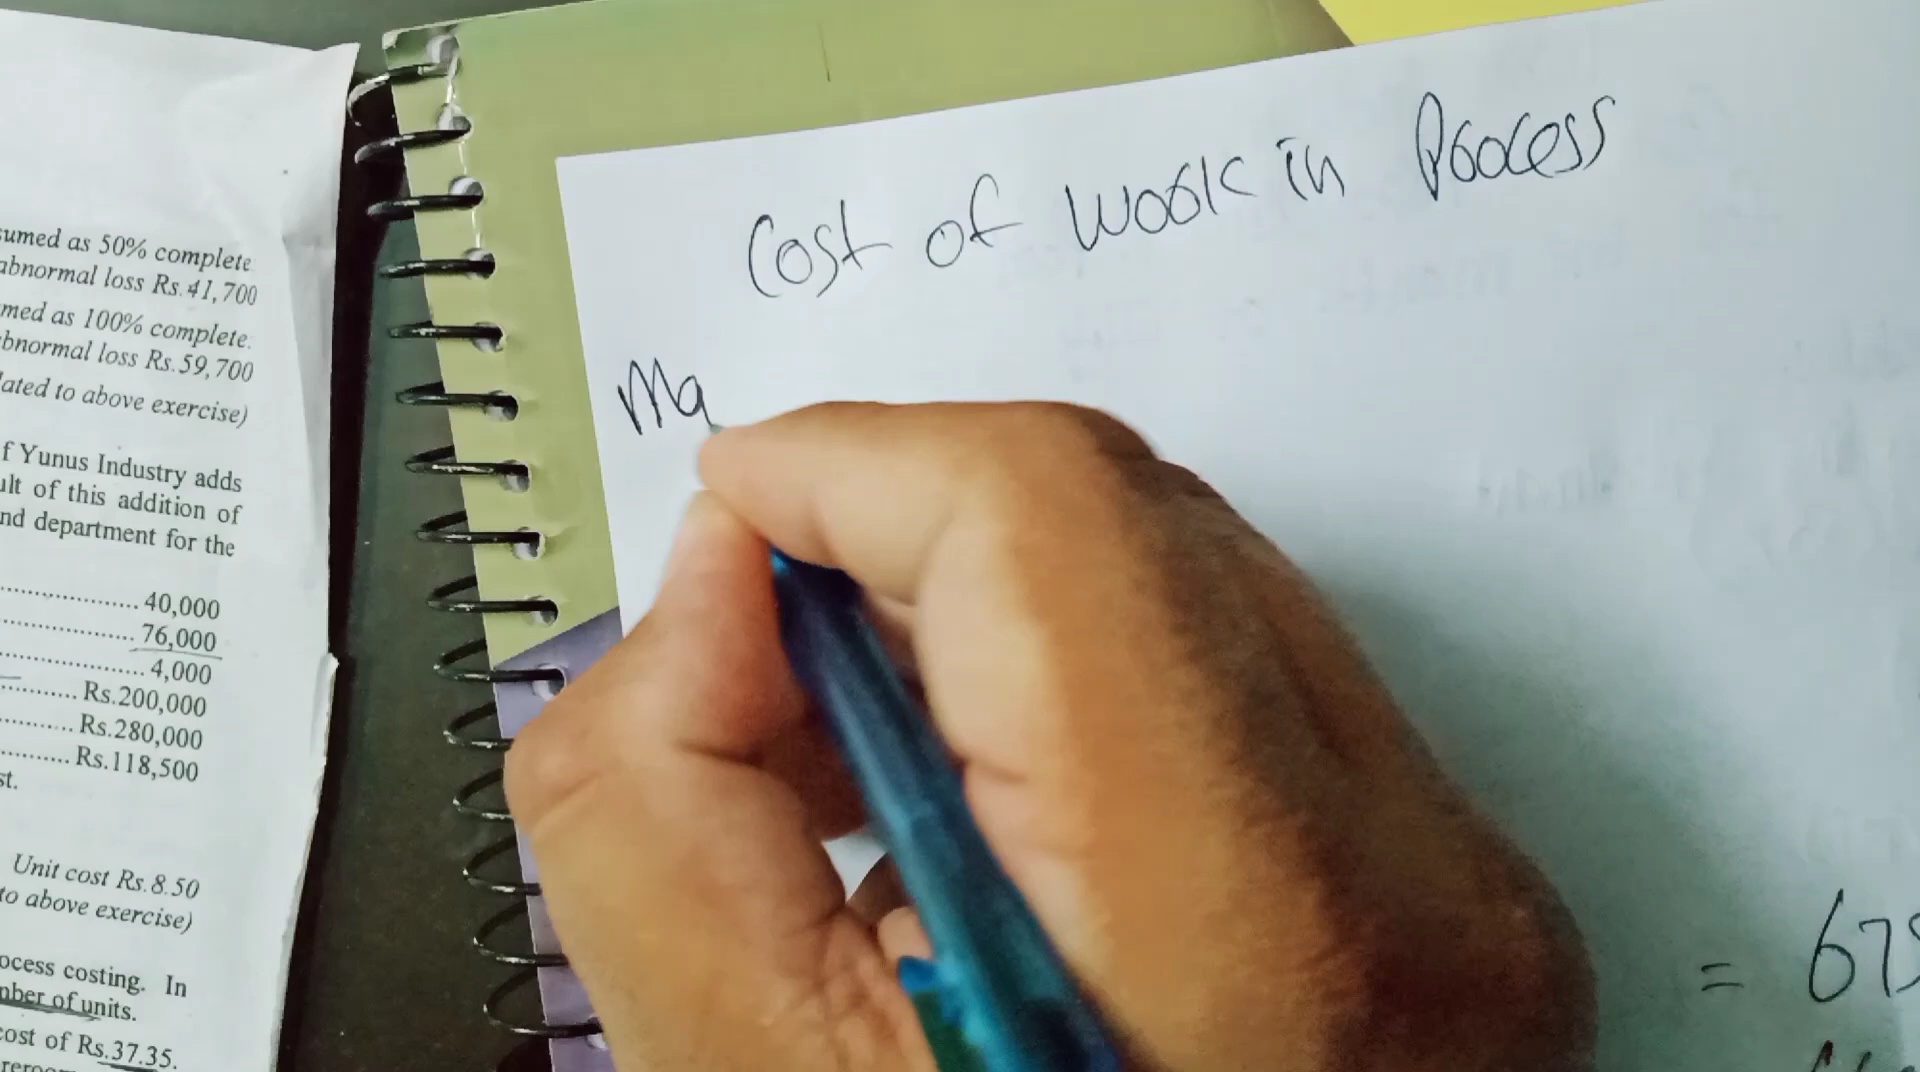 sumed as 50% complete
abnormal loss Rs.41,700
med as 100% complete.
abnormal loss Rs.59,700
lated to above exercise)
f Yunus Industry adds
ult of this addition of
nd department for the
.................. 40,000
.................. 76,000
.................. 4,000
........... Rs.200,000
........... Rs.280,000
........... Rs.118,500
st.
Unit cost Rs.8.50
to above exercise)
ocess costing. In
nber of units.
cost of Rs.37.35.
Cost of Work in Process
Ma
= 675